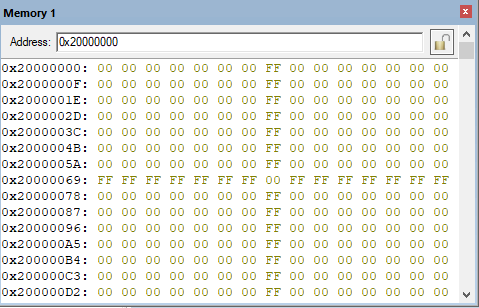 Memory 1
Address: 0x20000000
0x20000000: 00 00 00 00 00 00 00 FF 00 00 00 00 00 00 00
0x2000000F: 00 00 00 00 00 00 00 FF 00 00 00 00 00 00 00
0x2000001E: 00 00 00 00 00 00 00 FF 00 00 00 00 00 00 00
0x2000002D: 00 00 00 00 00 00 00 FF 00 00 00 00 00 00 00
0x2000003C: 00 00 00 00 00 00 00 FF 00 00 00 00 00 00 00
0x2000004B: 00 00 00 00 00 00 00 FF 00 00 00 00 00 00 00
0x2000005A: 00 00 00 00 00 00 00 FF 00 00 00 00 00 00 00
0x20000069: FF FF FF FF FF FF FF 00 FF FF FF FF FF FF FF
0x20000078: 00 00 00 00 00 00 00 FF 00 00 00 00 00 00 00
0x20000087: 00 00 00 00 00 00 00 FF 00 00 00 00 00 00 00
0x20000096: 00 00 00 00 00 00 00 FF 00 00 00 00 00 00 00
0x200000A5: 00 00 00 00 00 00 00 FF 00 00 00 00 00 00 00
0x200000B4: 00 00 00 00 00 00 00 FF 00 00 00 00 00 00 00
0x200000C3: 00 00 00 00 00 00 00 FF 00 00 00 00 00 00 00
0x200000D2: 00 00 00 00 00 00 00 FF 00 00 00 00 00 00 00